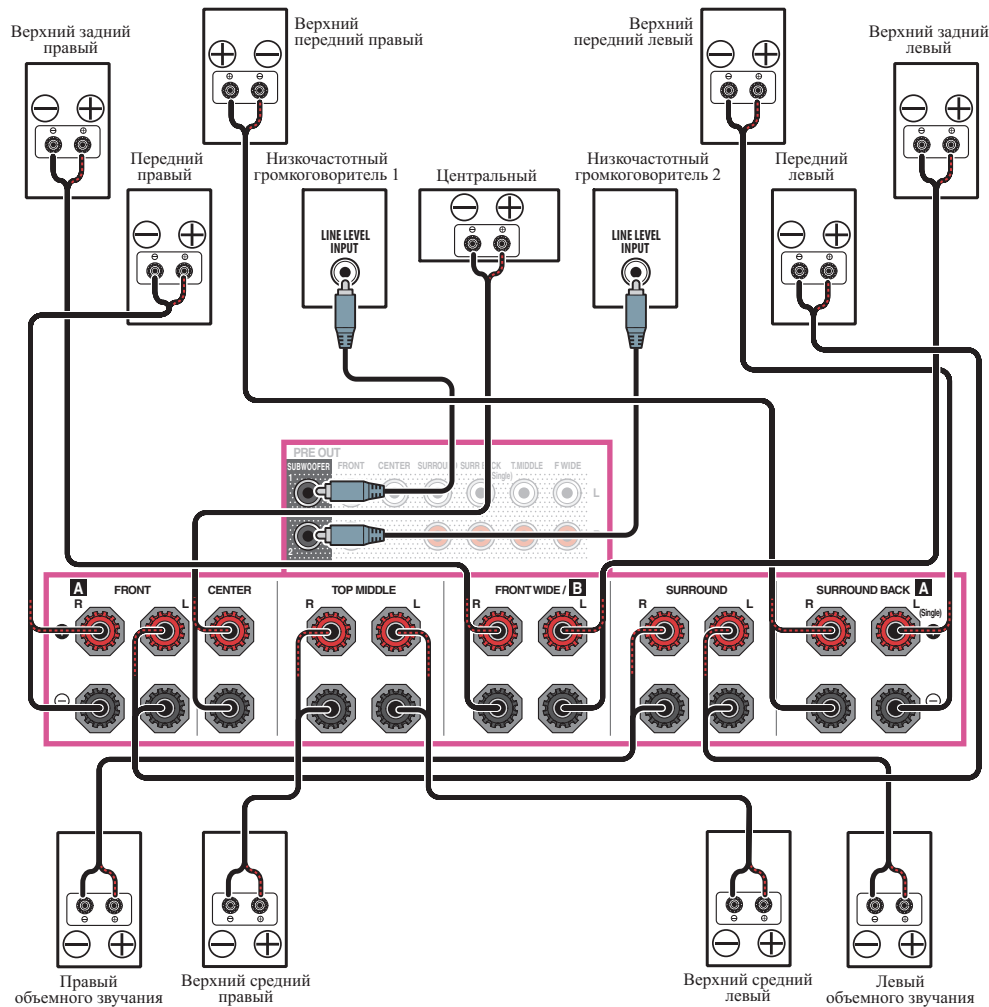 Верхний задний
правый
Верхний
передний правый
Верхний
передний левый
Верхний задний
левый
Передний
правый
Низкочастотный
громкоговоритель 1
Центральный
Низкочастотный
громкоговоритель 2
Передний
левый
LINE LEVEL
INPUT
LINE LEVEL
INPUT
PRE OUT
SUBWOOFER FRONT CENTER SURROUND SURR BACK T.MIDDLE F WIDE
(Single)
1
L
2
A FRONT CENTER TOP MIDDLE FRONT WIDE / B SURROUND SURROUND BACK A
R L R L R L R L R L
(Single)
Правый
объемного звучания
Верхний средний
правый
Верхний средний
левый
Левый
объемного звучания